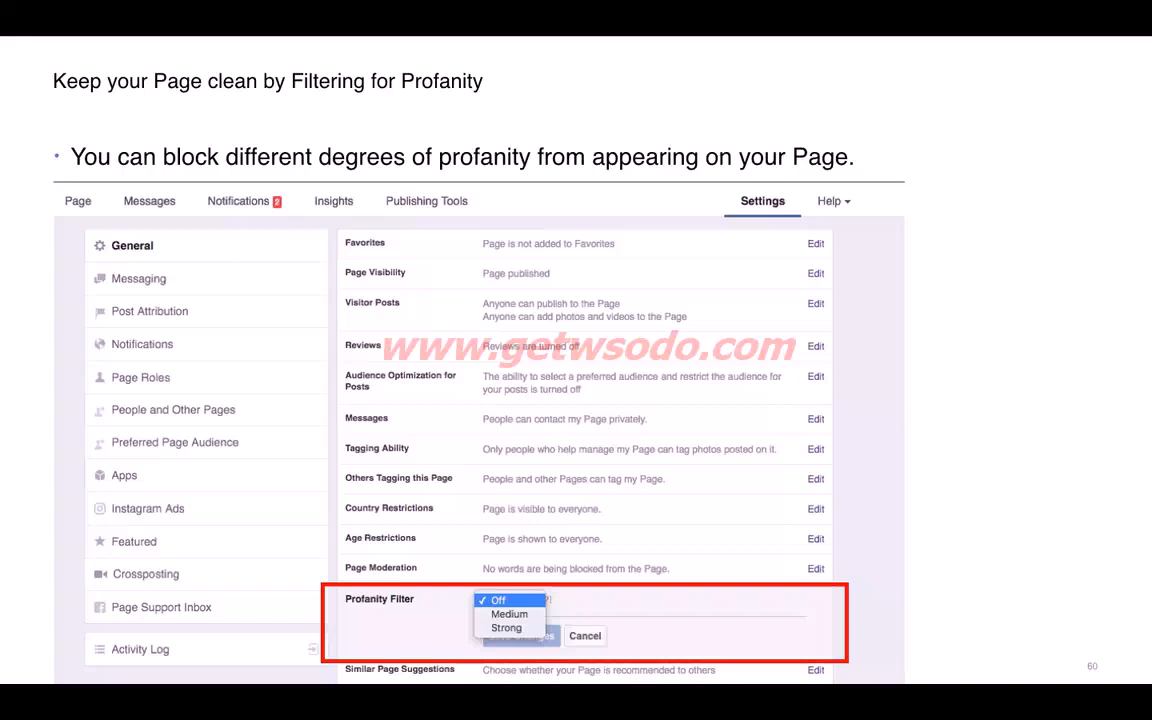 Keep your Page clean by Filtering for Profanity
• You can block different degrees of profanity from appearing on your Page.
Page Messages Notifications 2 Insights Publishing Tools Settings Help
General
Messaging
Post Attribution
Notifications
Page Roles
People and Other Pages
Preferred Page Audience
Apps
Instagram Ads
Featured
Crossposting
Page Support Inbox
Activity Log
Favorites Page is not added to Favorites Edit
Page Visibility Page published Edit
Visitor Posts Anyone can publish to the Page Edit
Anyone can add photos and videos to the Page
Reviews Reviews are turned off Edit
www.getwsodo.com
Audience Optimization for The ability to select a preferred audience and restrict the audience for Edit
Posts your posts is turned off
Messages People can contact my Page privately. Edit
Tagging Ability Only people who help manage my Page can tag photos posted on it. Edit
Others Tagging this Page People and other Pages can tag my Page. Edit
Country Restrictions Page is visible to everyone. Edit
Age Restrictions Page is shown to everyone. Edit
Page Moderation No words are being blocked from the Page. Edit
Profanity Filter ✓ Off
Medium
Strong
Cancel
Similar Page Suggestions Choose whether your Page is recommended to others Edit
60